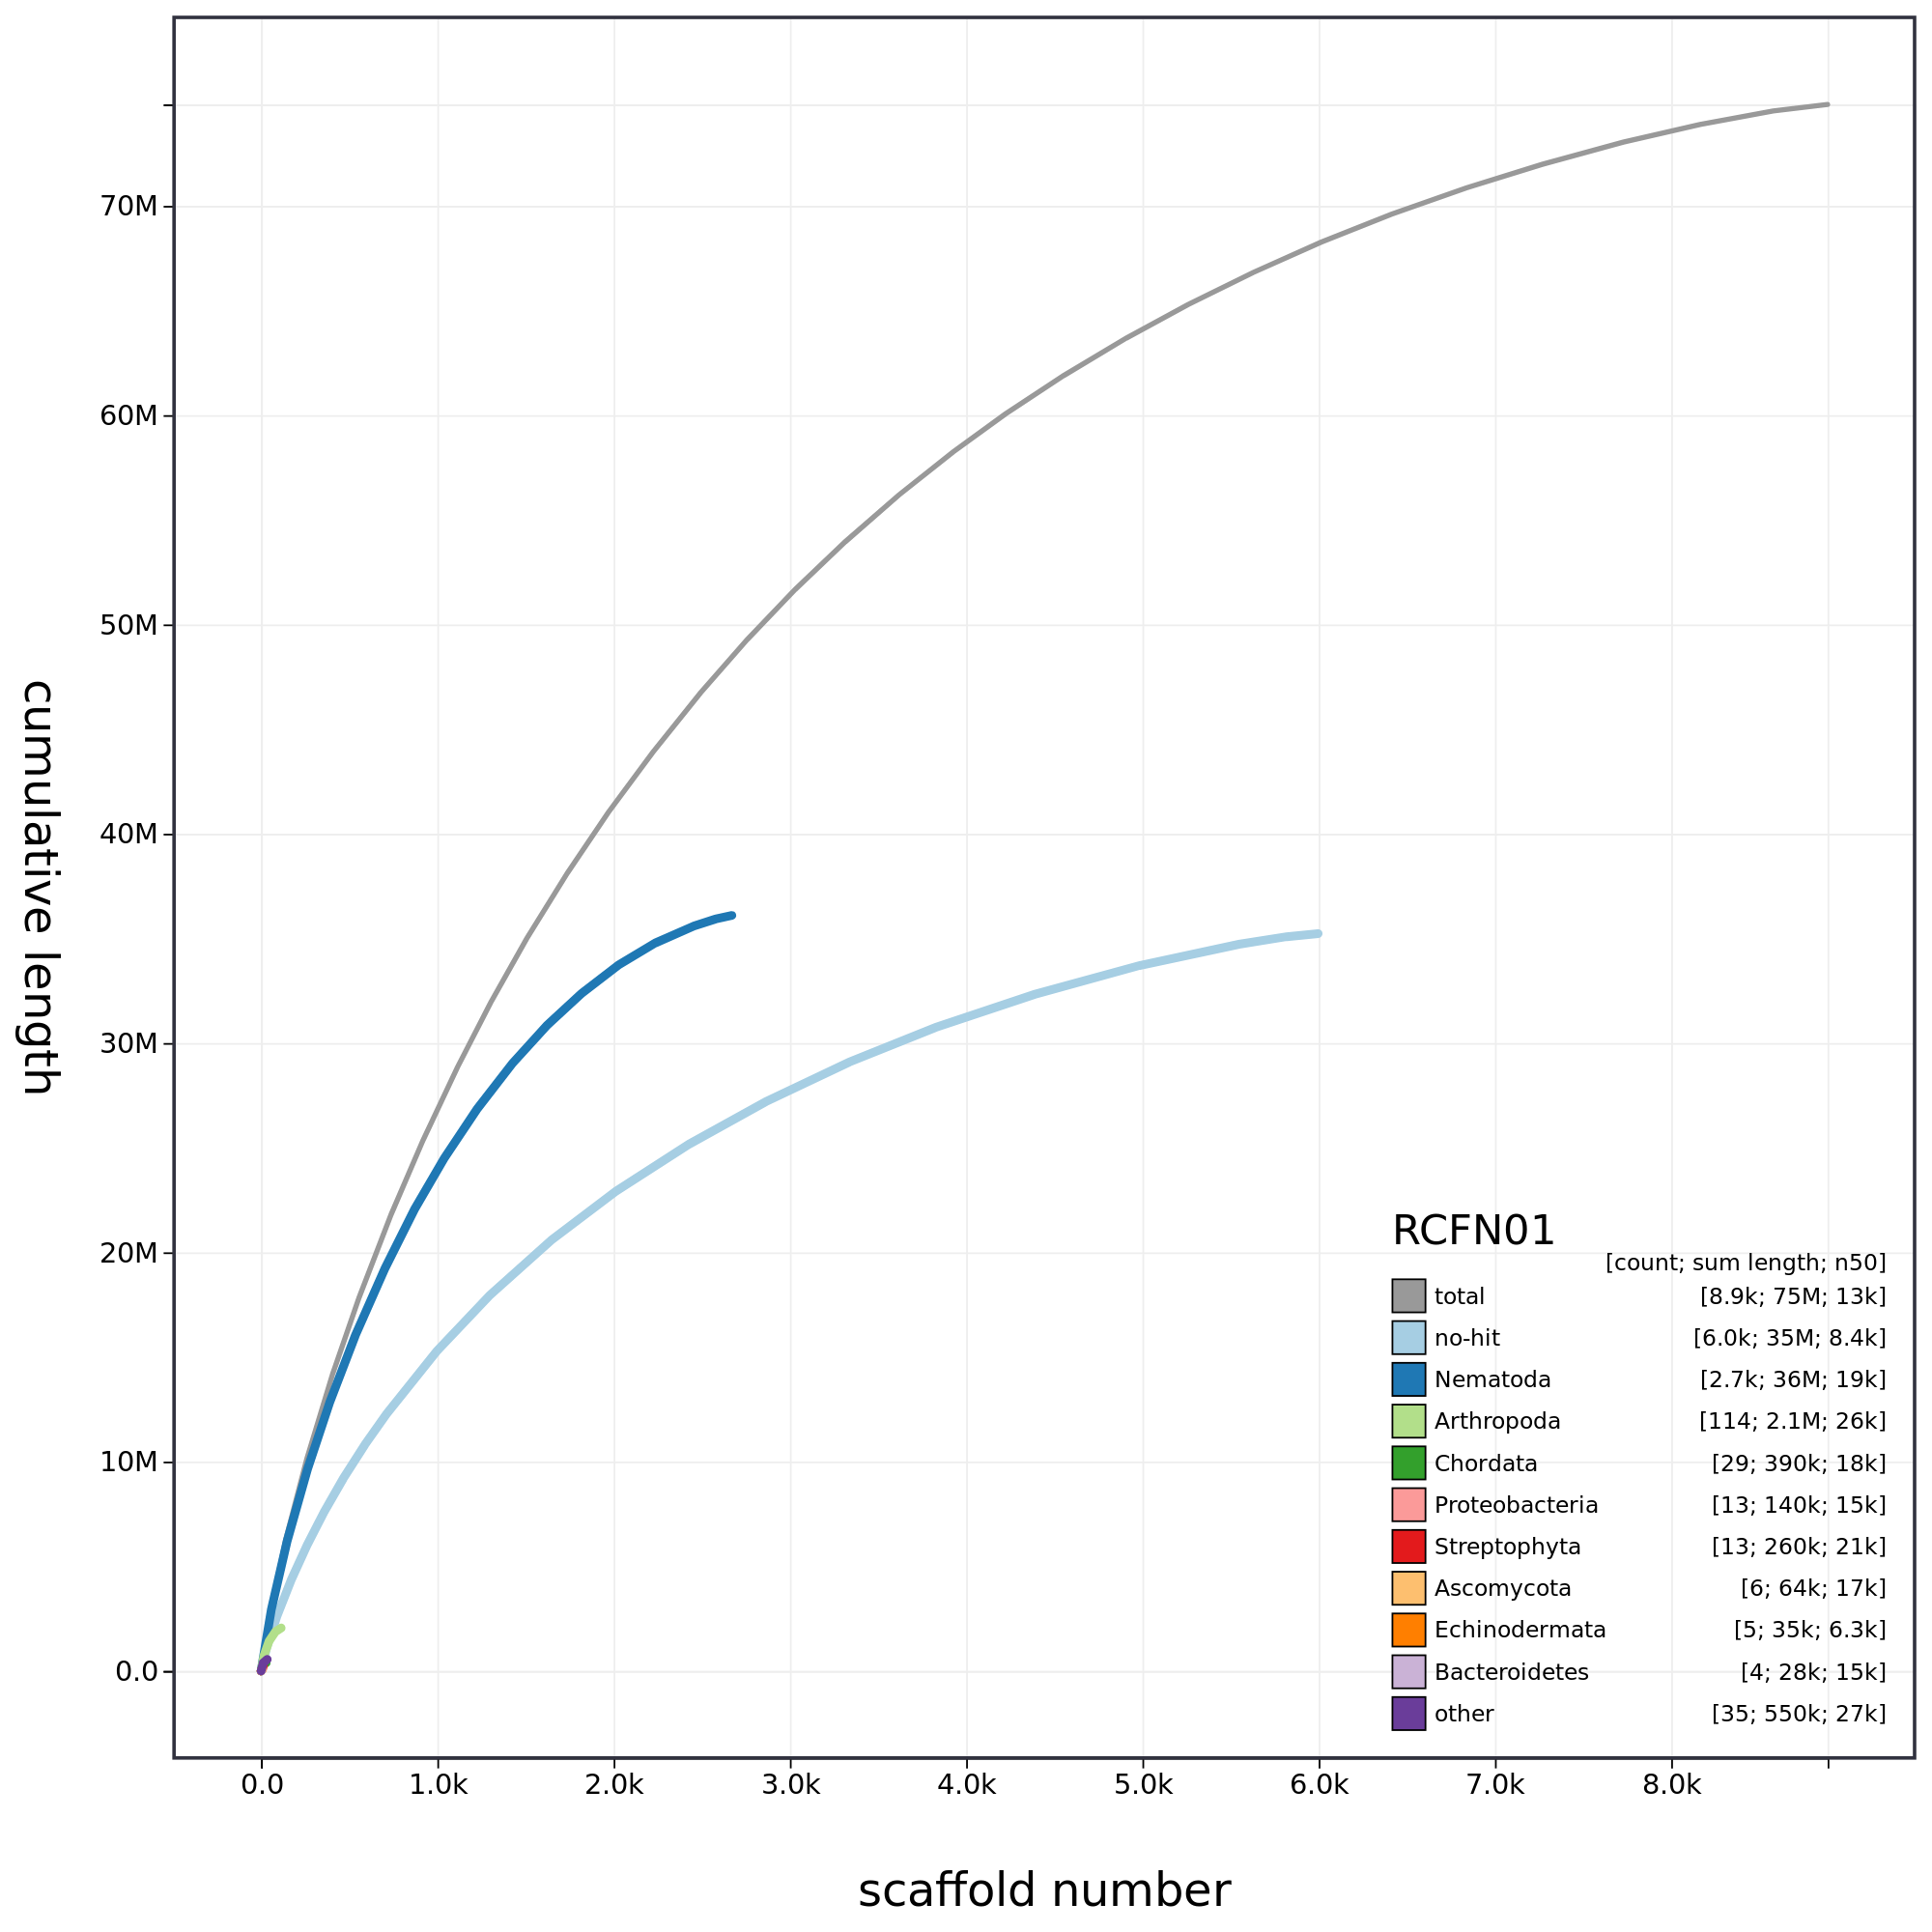 cumulative length
70M
60M
50M
40M
30M
20M
10M
0.0
RCFN01
[count; sum length; n50]
total [8.9k; 75M; 13k]
no-hit [6.0k; 35M; 8.4k]
Nematoda [2.7k; 36M; 19k]
Arthropoda [114; 2.1M; 26k]
Chordata [29; 390k; 18k]
Proteobacteria [13; 140k; 15k]
Streptophyta [13; 260k; 21k]
Ascomycota [6; 64k; 17k]
Echinodermata [5; 35k; 6.3k]
Bacteroidetes [4; 28k; 15k]
other [35; 550k; 27k]
0.0 1.0k 2.0k 3.0k 4.0k 5.0k 6.0k 7.0k 8.0k
scaffold number